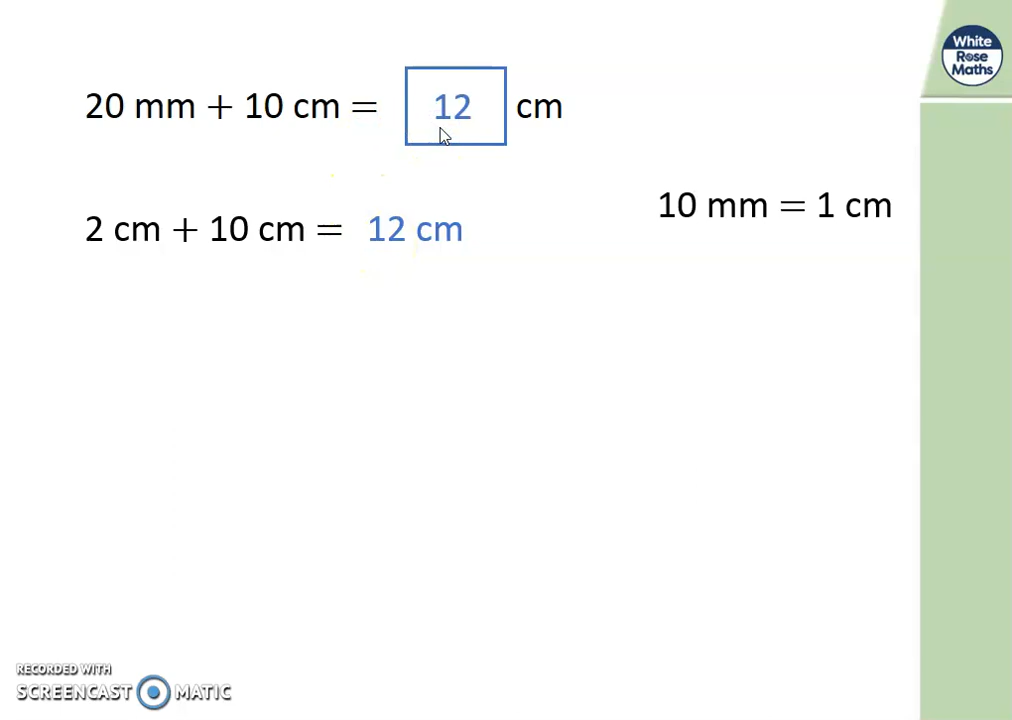 White
Rose
Maths
20 mm + 10 cm = 12 cm
10 mm = 1 cm
2 cm + 10 cm = 12 cm
RECORDED WITH
SCREENCAST MATIC